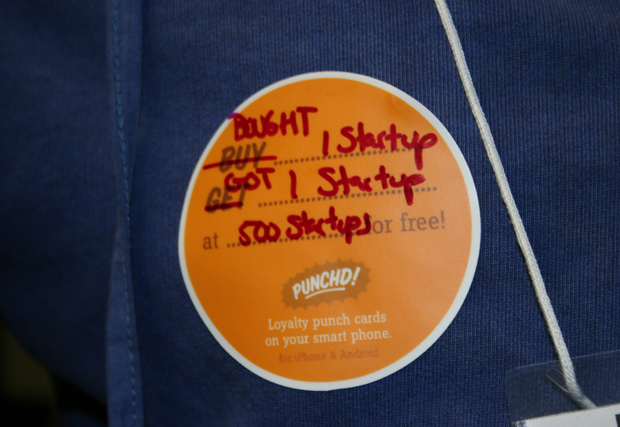 BOUGHT
BUY 1 Startup
GOT
GET 1 Startup
at 500 Startups for free!
PUNCHD!
Loyalty punch cards
on your smart phone.
for iPhone & Android